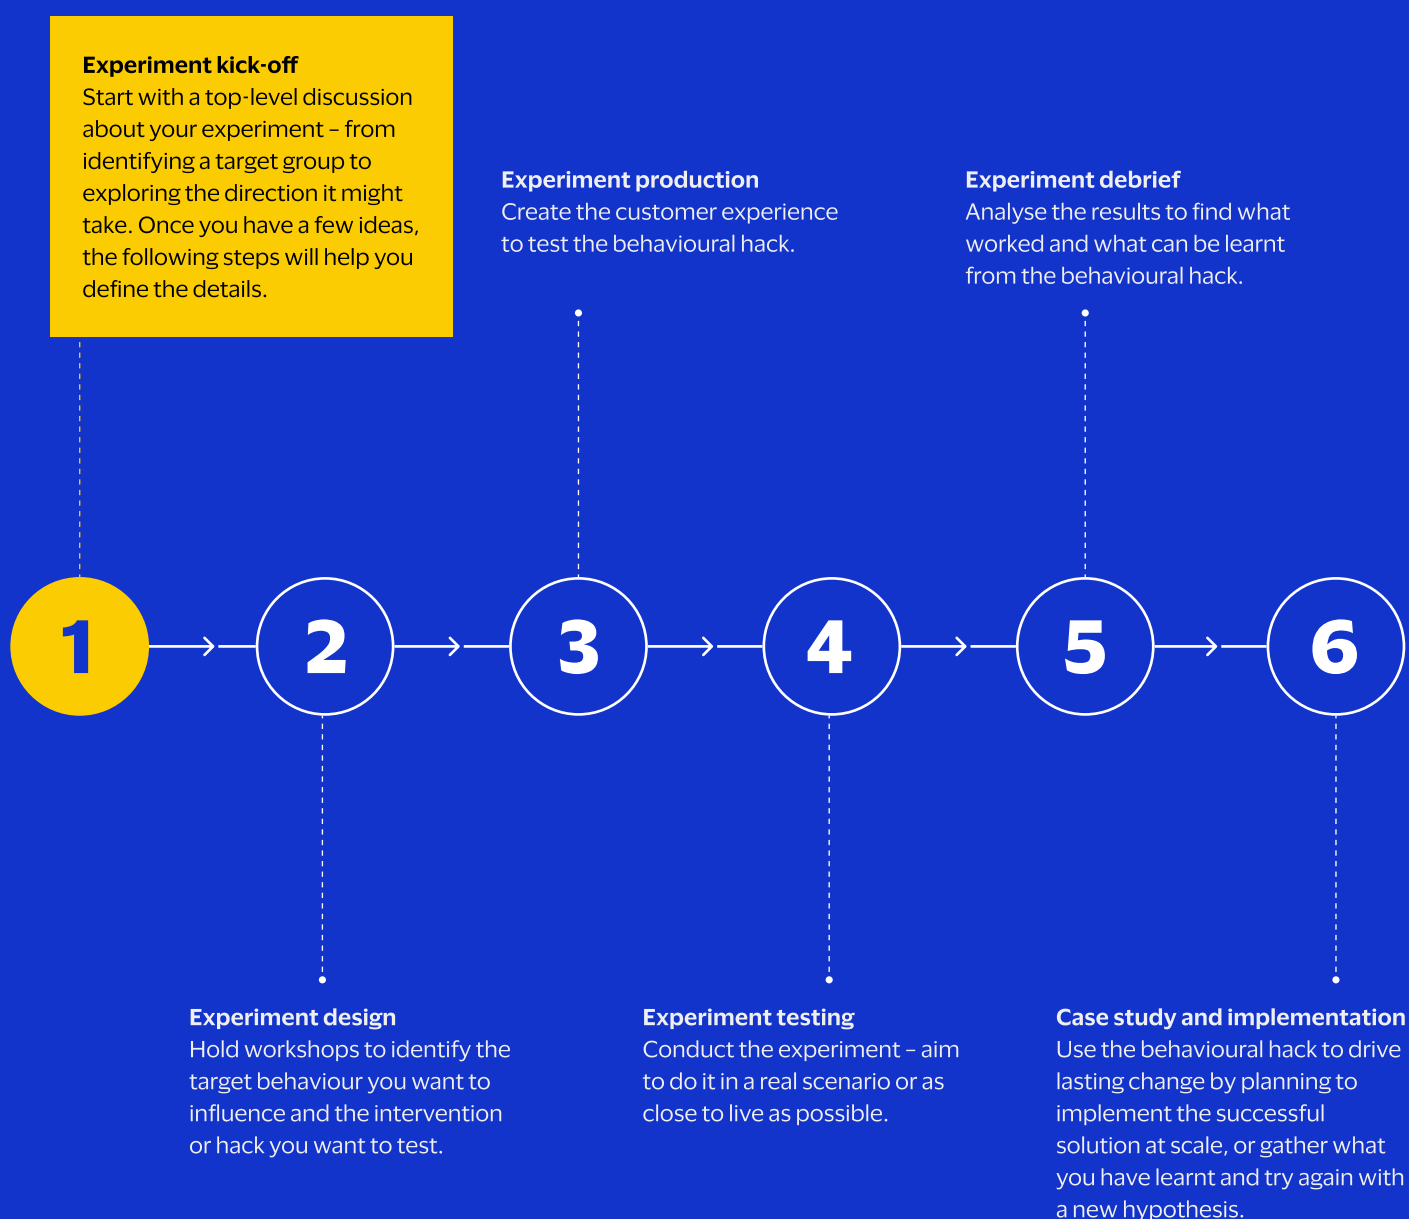 Experiment kick-off
Start with a top-level discussion
about your experiment – from
identifying a target group to
exploring the direction it might
take. Once you have a few ideas,
the following steps will help you
define the details.
Experiment production
Create the customer experience
to test the behavioural hack.
Experiment debrief
Analyse the results to find what
worked and what can be learnt
from the behavioural hack.
1
2
3
4
5
6
Experiment design
Hold workshops to identify the
target behaviour you want to
influence and the intervention
or hack you want to test.
Experiment testing
Conduct the experiment – aim
to do it in a real scenario or as
close to live as possible.
Case study and implementation
Use the behavioural hack to drive
lasting change by planning to
implement the successful
solution at scale, or gather what
you have learnt and try again with
a new hypothesis.